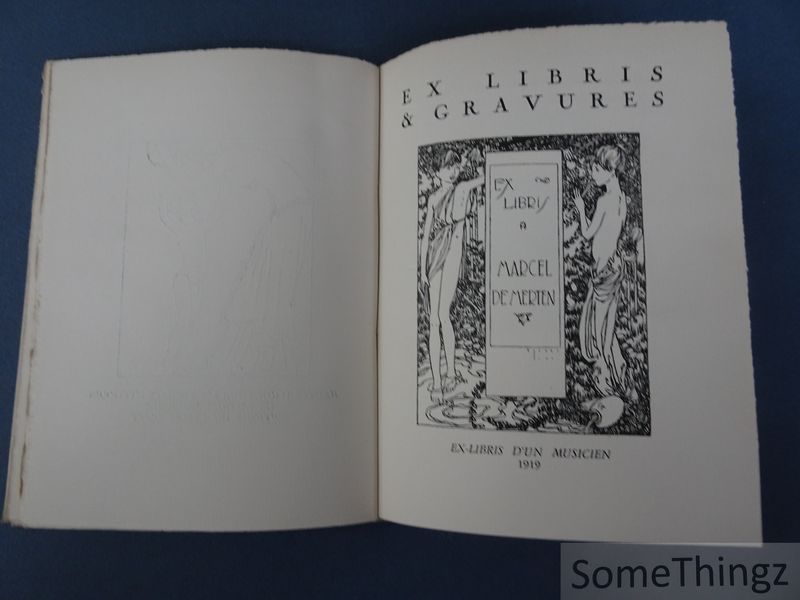 EX LIBRIS
& GRAVURES
EX
LIBRIS
MARCEL
DE MERTEN
EX-LIBRIS D'UN MUSICIEN
1919
SomeThingz